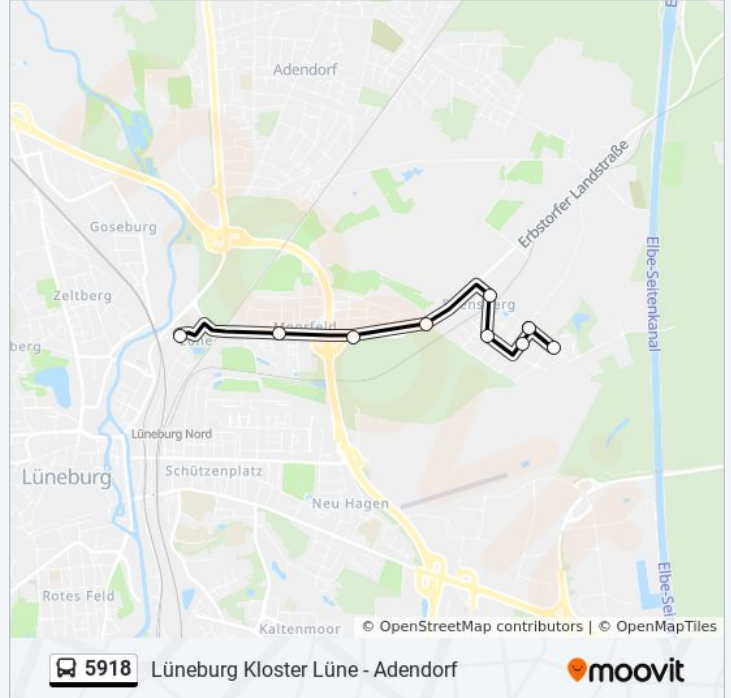 Adendorf
Erbstorfer Landstraße
Goseburg
Elbe-Seitenkanal
Zeltberg
berg
Moorfeld
Lüne
Lüneburg Nord
Schützenplatz
Lüneburg
Neu Hagen
Rotes Feld
Elbe-Sei
Kaltenmoor
© OpenStreetMap contributors | © OpenMapTiles
5918 Lüneburg Kloster Lüne - Adendorf
moovit